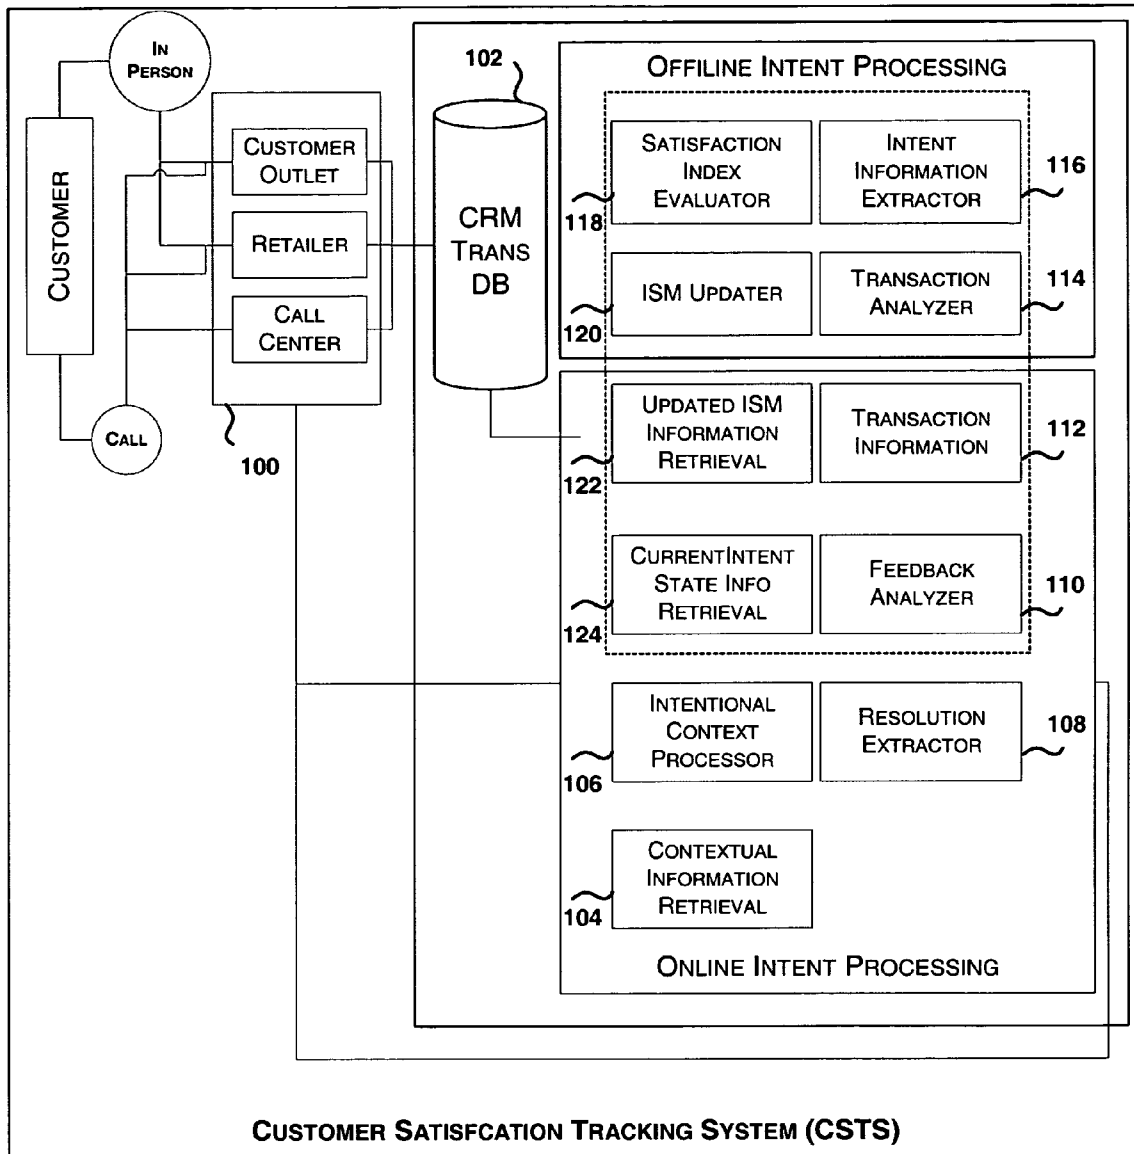 IN
PERSON
CUSTOMER
CALL
CUSTOMER
OUTLET
RETAILER
CALL
CENTER
100
102
CRM
TRANS
DB
OFFILINE INTENT PROCESSING
SATISFACTION
INDEX
EVALUATOR
118
INTENT
INFORMATION
EXTRACTOR
116
ISM UPDATER
120
TRANSACTION
ANALYZER
114
UPDATED ISM
INFORMATION
RETRIEVAL
122
TRANSACTION
INFORMATION
112
CURRENTINTENT
STATE INFO
RETRIEVAL
124
FEEDBACK
ANALYZER
110
INTENTIONAL
CONTEXT
PROCESSOR
106
RESOLUTION
EXTRACTOR
108
CONTEXTUAL
INFORMATION
RETRIEVAL
104
ONLINE INTENT PROCESSING
CUSTOMER SATISFCATION TRACKING SYSTEM (CSTS)